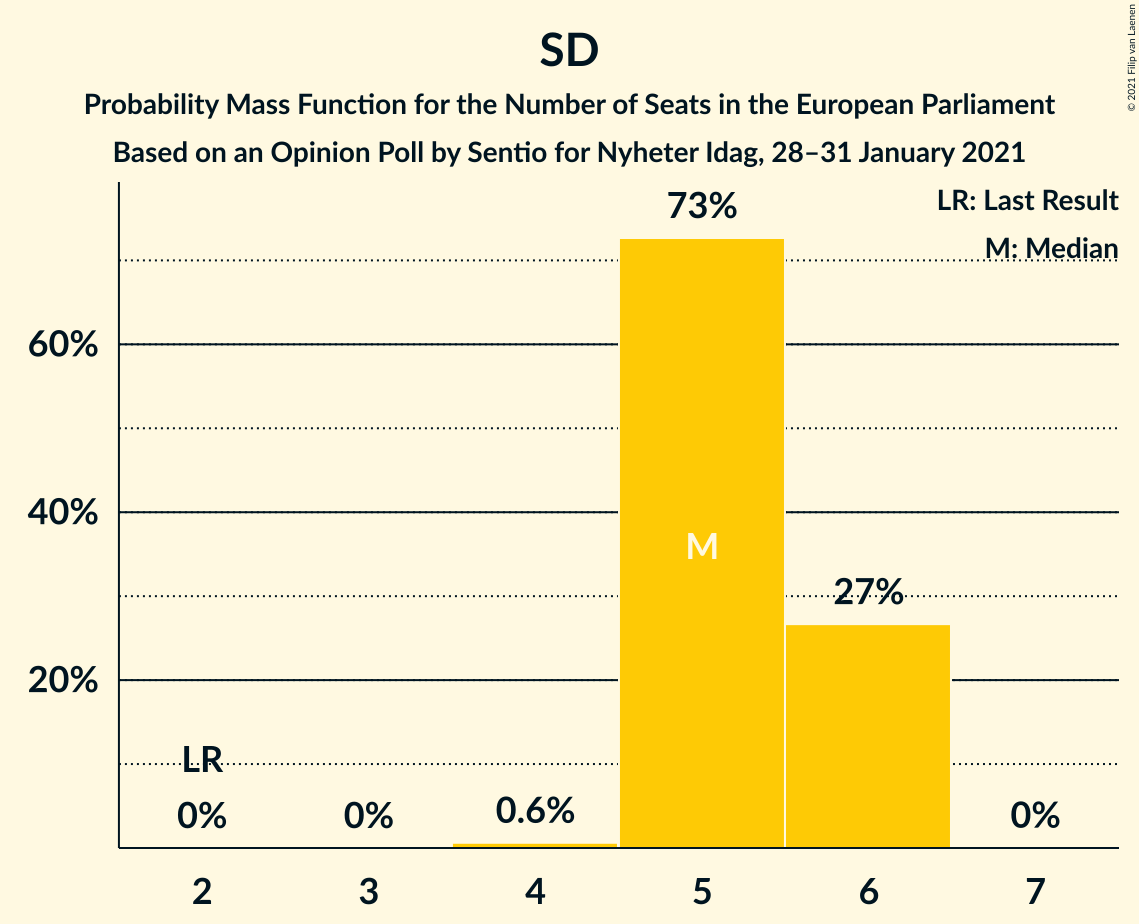 SD
Probability Mass Function for the Number of Seats in the European Parliament
Based on an Opinion Poll by Sentio for Nyheter Idag, 28–31 January 2021
© 2021 Filip van Laenen
LR: Last Result
M: Median
73%
60%
40%
M
27%
20%
LR
0%
0%
0.6%
0%
2 3 4 5 6 7